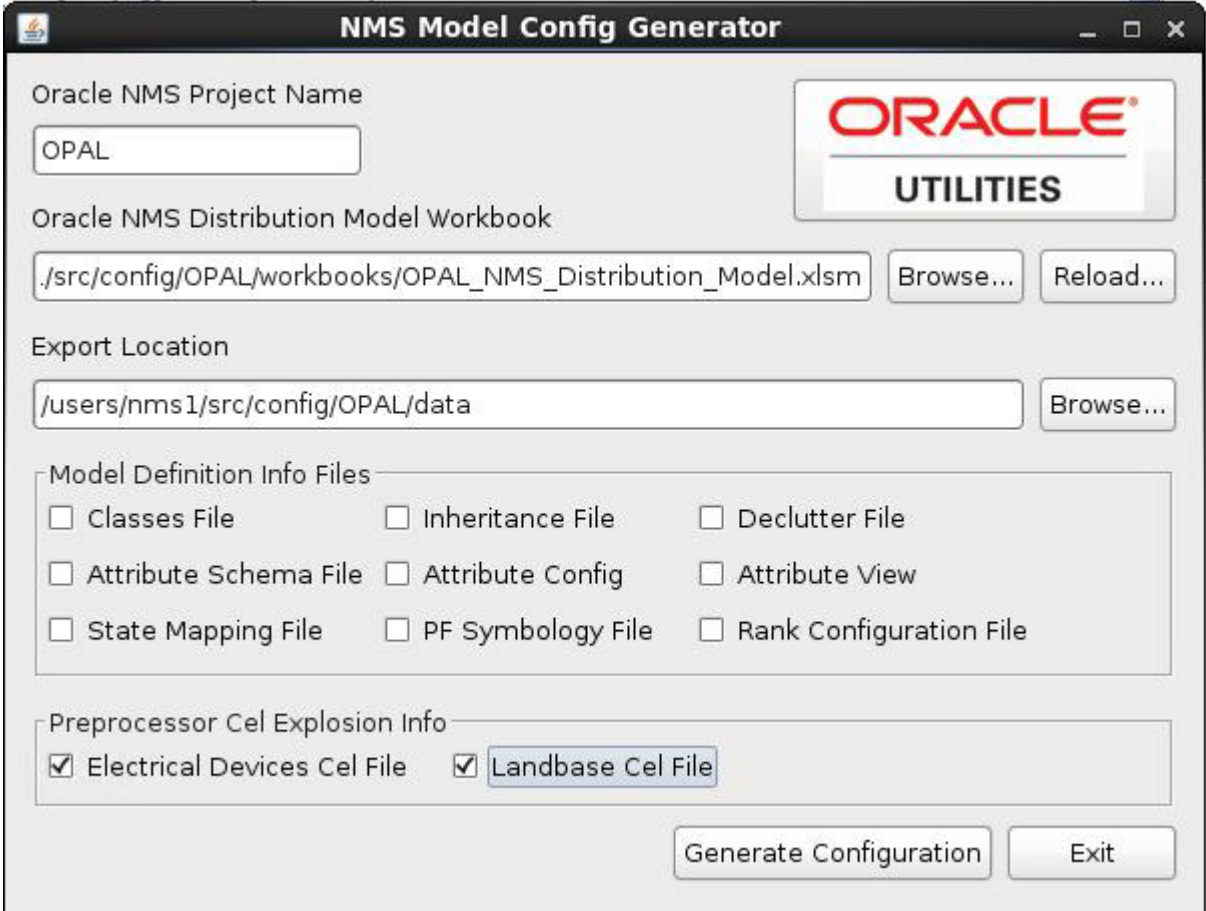 NMS Model Config Generator
Oracle NMS Project Name
OPAL
ORACLE®
UTILITIES
Oracle NMS Distribution Model Workbook
./src/config/OPAL/workbooks/OPAL_NMS_Distribution_Model.xlsm Browse... Reload...
Export Location
/users/nms1/src/config/OPAL/data Browse...
Model Definition Info Files
Classes File Inheritance File Declutter File
Attribute Schema File Attribute Config Attribute View
State Mapping File PF Symbology File Rank Configuration File
Preprocessor Cel Explosion Info
Electrical Devices Cel File Landbase Cel File
Generate Configuration Exit